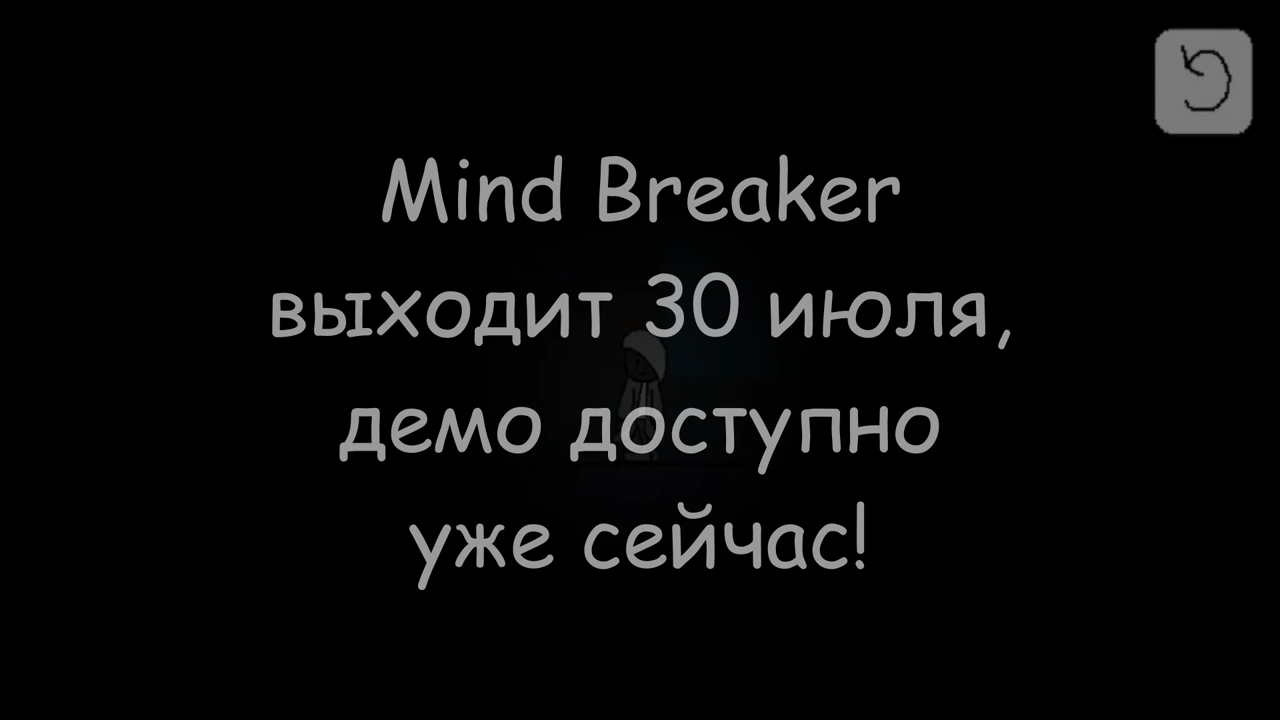 Mind Breaker
выходит 30 июля,
демо доступно
уже сейчас!